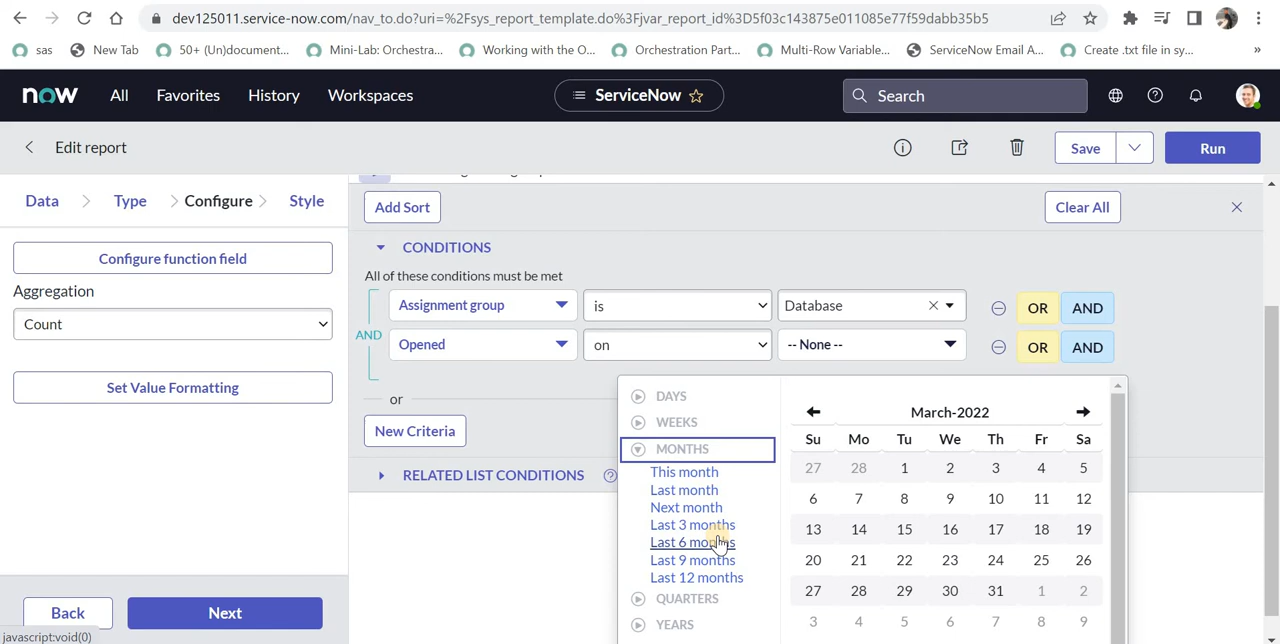 dev125011.service-now.com/nav_to.do?uri=%2Fsys_report_template.do%3Fjvar_report_id%3D5f03c143875e011085e77f59dabb35b5
sas New Tab 50+ (Un)document... Mini-Lab: Orchestra... Working with the O... Orchestration Part... Multi-Row Variable... ServiceNow Email A... Create .txt file in sy... »
now All Favorites History Workspaces ServiceNow Search
Edit report Save Run
Data Type Configure Style
Add Sort Clear All
CONDITIONS
Configure function field
All of these conditions must be met
Aggregation
Assignment group is Database OR AND
Count
AND
Opened on -- None -- OR AND
Set Value Formatting
or
New Criteria
RELATED LIST CONDITIONS
DAYS
WEEKS
MONTHS
This month
Last month
Next month
Last 3 months
Last 6 months
Last 9 months
Last 12 months
QUARTERS
YEARS
March-2022
Su Mo Tu We Th Fr Sa
27 28 1 2 3 4 5
6 7 8 9 10 11 12
13 14 15 16 17 18 19
20 21 22 23 24 25 26
27 28 29 30 31 1 2
3 4 5 6 7 8 9
Back Next
javascript:void(0)